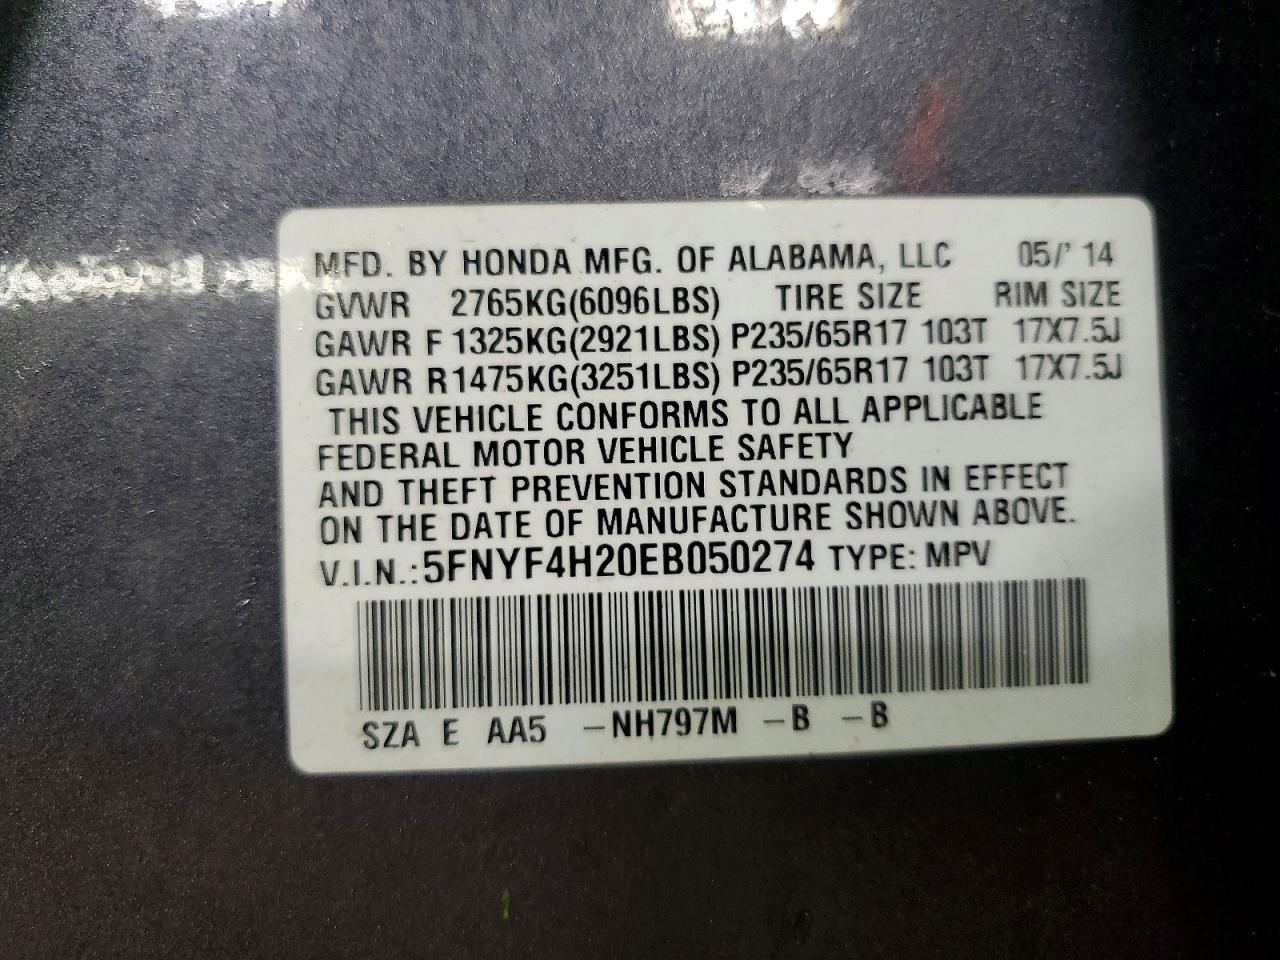 MFD. BY HONDA MFG. OF ALABAMA, LLC 05/' 14
GVWR 2765KG(6096LBS) TIRE SIZE RIM SIZE
GAWR F 1325KG(2921LBS) P235/65R17 103T 17X7.5J
GAWR R1475KG(3251LBS) P235/65R17 103T 17X7.5J
THIS VEHICLE CONFORMS TO ALL APPLICABLE
FEDERAL MOTOR VEHICLE SAFETY
AND THEFT PREVENTION STANDARDS IN EFFECT
ON THE DATE OF MANUFACTURE SHOWN ABOVE.
V.I.N.:5FNYF4H20EB050274 TYPE: MPV
SZA E AA5 -NH797M -B -B